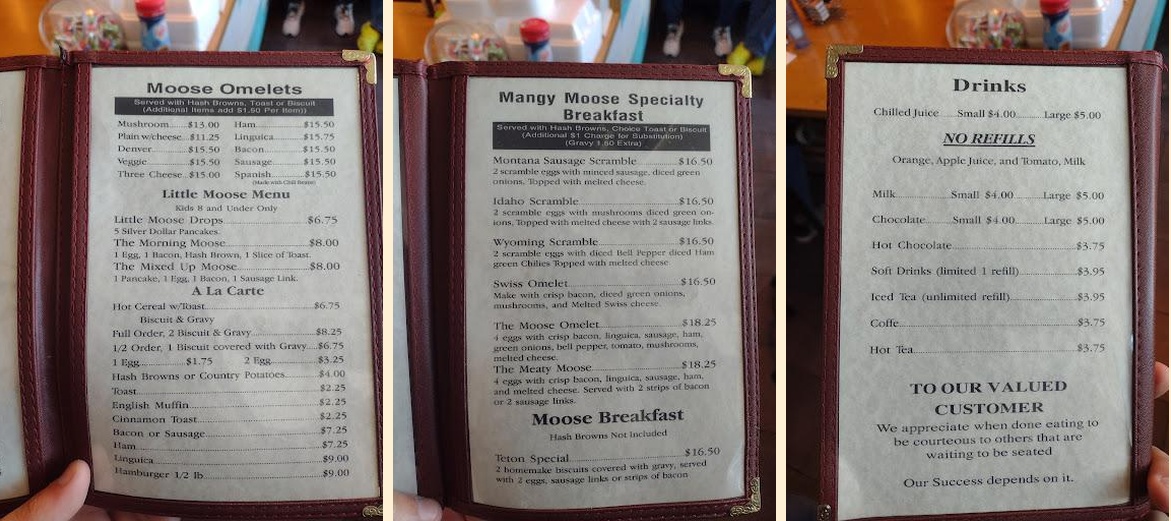 Moose Omelets
Served with Hash Browns, Toast or Biscuit
(Additional Items add $1.50 Per Item))
Mushroom......$13.00 Ham......$15.50
Plain w/cheese...$11.25 Linguica......$15.75
Denver......$15.50 Bacon......$15.50
Veggie......$15.50 Sausage......$15.50
Three Cheese..$15.00 Spanish......$15.50
(Made with Chili Beans)
Little Moose Menu
Kids 8 and Under Only
Little Moose Drops......$6.75
5 Silver Dollar Pancakes.
The Morning Moose......$8.00
1 Egg, 1 Bacon, Hash Brown, 1 Slice of Toast.
The Mixed Up Moose......$8.00
1 Pancake, 1 Egg, 1 Bacon, 1 Sausage Link.
A La Carte
Hot Cereal w/Toast......$6.75
Biscuit & Gravy
Full Order, 2 Biscuit & Gravy......$8.25
1/2 Order, 1 Biscuit covered with Gravy....$6.75
1 Egg......$1.75 2 Egg......$3.25
Hash Browns or Country Potatoes......$4.00
Toast......$2.25
English Muffin......$2.25
Cinnamon Toast......$2.25
Bacon or Sausage......$7.25
Ham......$7.25
Linguica......$9.00
Hamburger 1/2 lb......$9.00
Mangy Moose Specialty
Breakfast
Served with Hash Browns, Choice Toast or Biscuit
(Additional $1 Charge for Substitution)
(Gravy 1.50 Extra)
Montana Sausage Scramble......$16.50
2 scramble eggs with minced sausage, diced green
onions, Topped with melted cheese.
Idaho Scramble......$16.50
2 scramble eggs with mushrooms diced green on-
ions, Topped with melted cheese with 2 sausage links.
Wyoming Scramble......$16.50
2 scramble eggs with diced Bell Pepper diced Ham
green Chilies Topped with melted cheese
Swiss Omelet......$16.50
Make with crisp bacon, diced green onions,
mushrooms, and Melted Swiss cheese.
The Moose Omelet......$18.25
4 eggs with crisp bacon, linguica, sausage, ham,
green onions, bell pepper, tomato, mushrooms,
melted cheese.
The Meaty Moose......$18.25
4 eggs with crisp bacon, linguica, sausage, ham,
and melted cheese. Served with 2 strips of bacon
or 2 sausage links.
Moose Breakfast
Hash Browns Not Included
Teton Special......$16.50
2 homemake biscuits covered with gravy, served
with 2 eggs, sausage links or strips of bacon
Drinks
Chilled Juice Small $4.00......Large $5.00
NO REFILLS
Orange, Apple Juice, and Tomato, Milk
Milk......Small $4.00......Large $5.00
Chocolate......Small $4.00......Large $5.00
Hot Chocolate......$3.75
Soft Drinks (limited 1 refill)......$3.95
Iced Tea (unlimited refill)......$3.95
Coffe......$3.75
Hot Tea......$3.75
TO OUR VALUED
CUSTOMER
We appreciate when done eating to
be courteous to others that are
waiting to be seated
Our Success depends on it.